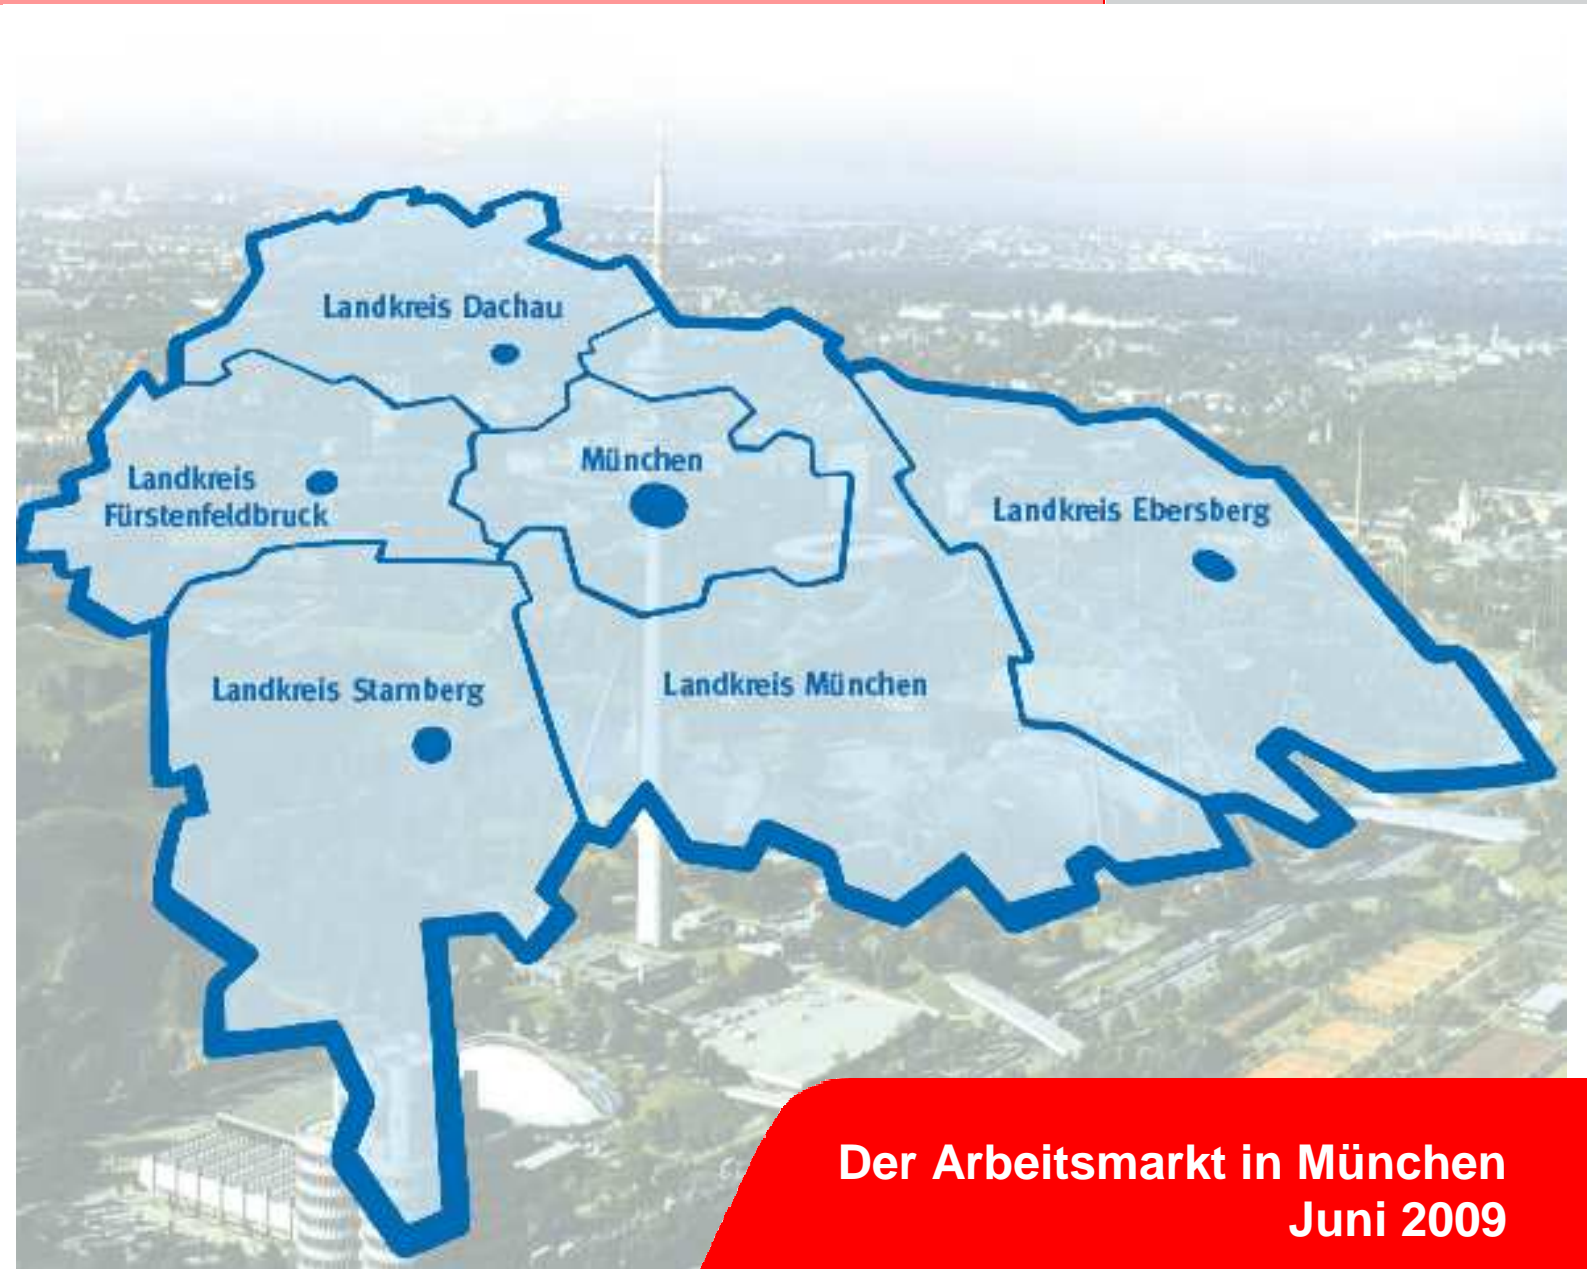 Landkreis Dachau
München
Landkreis
Fürstenfeldbruck
Landkreis Ebersberg
Landkreis Starnberg
Landkreis München
Der Arbeitsmarkt in München
Juni 2009